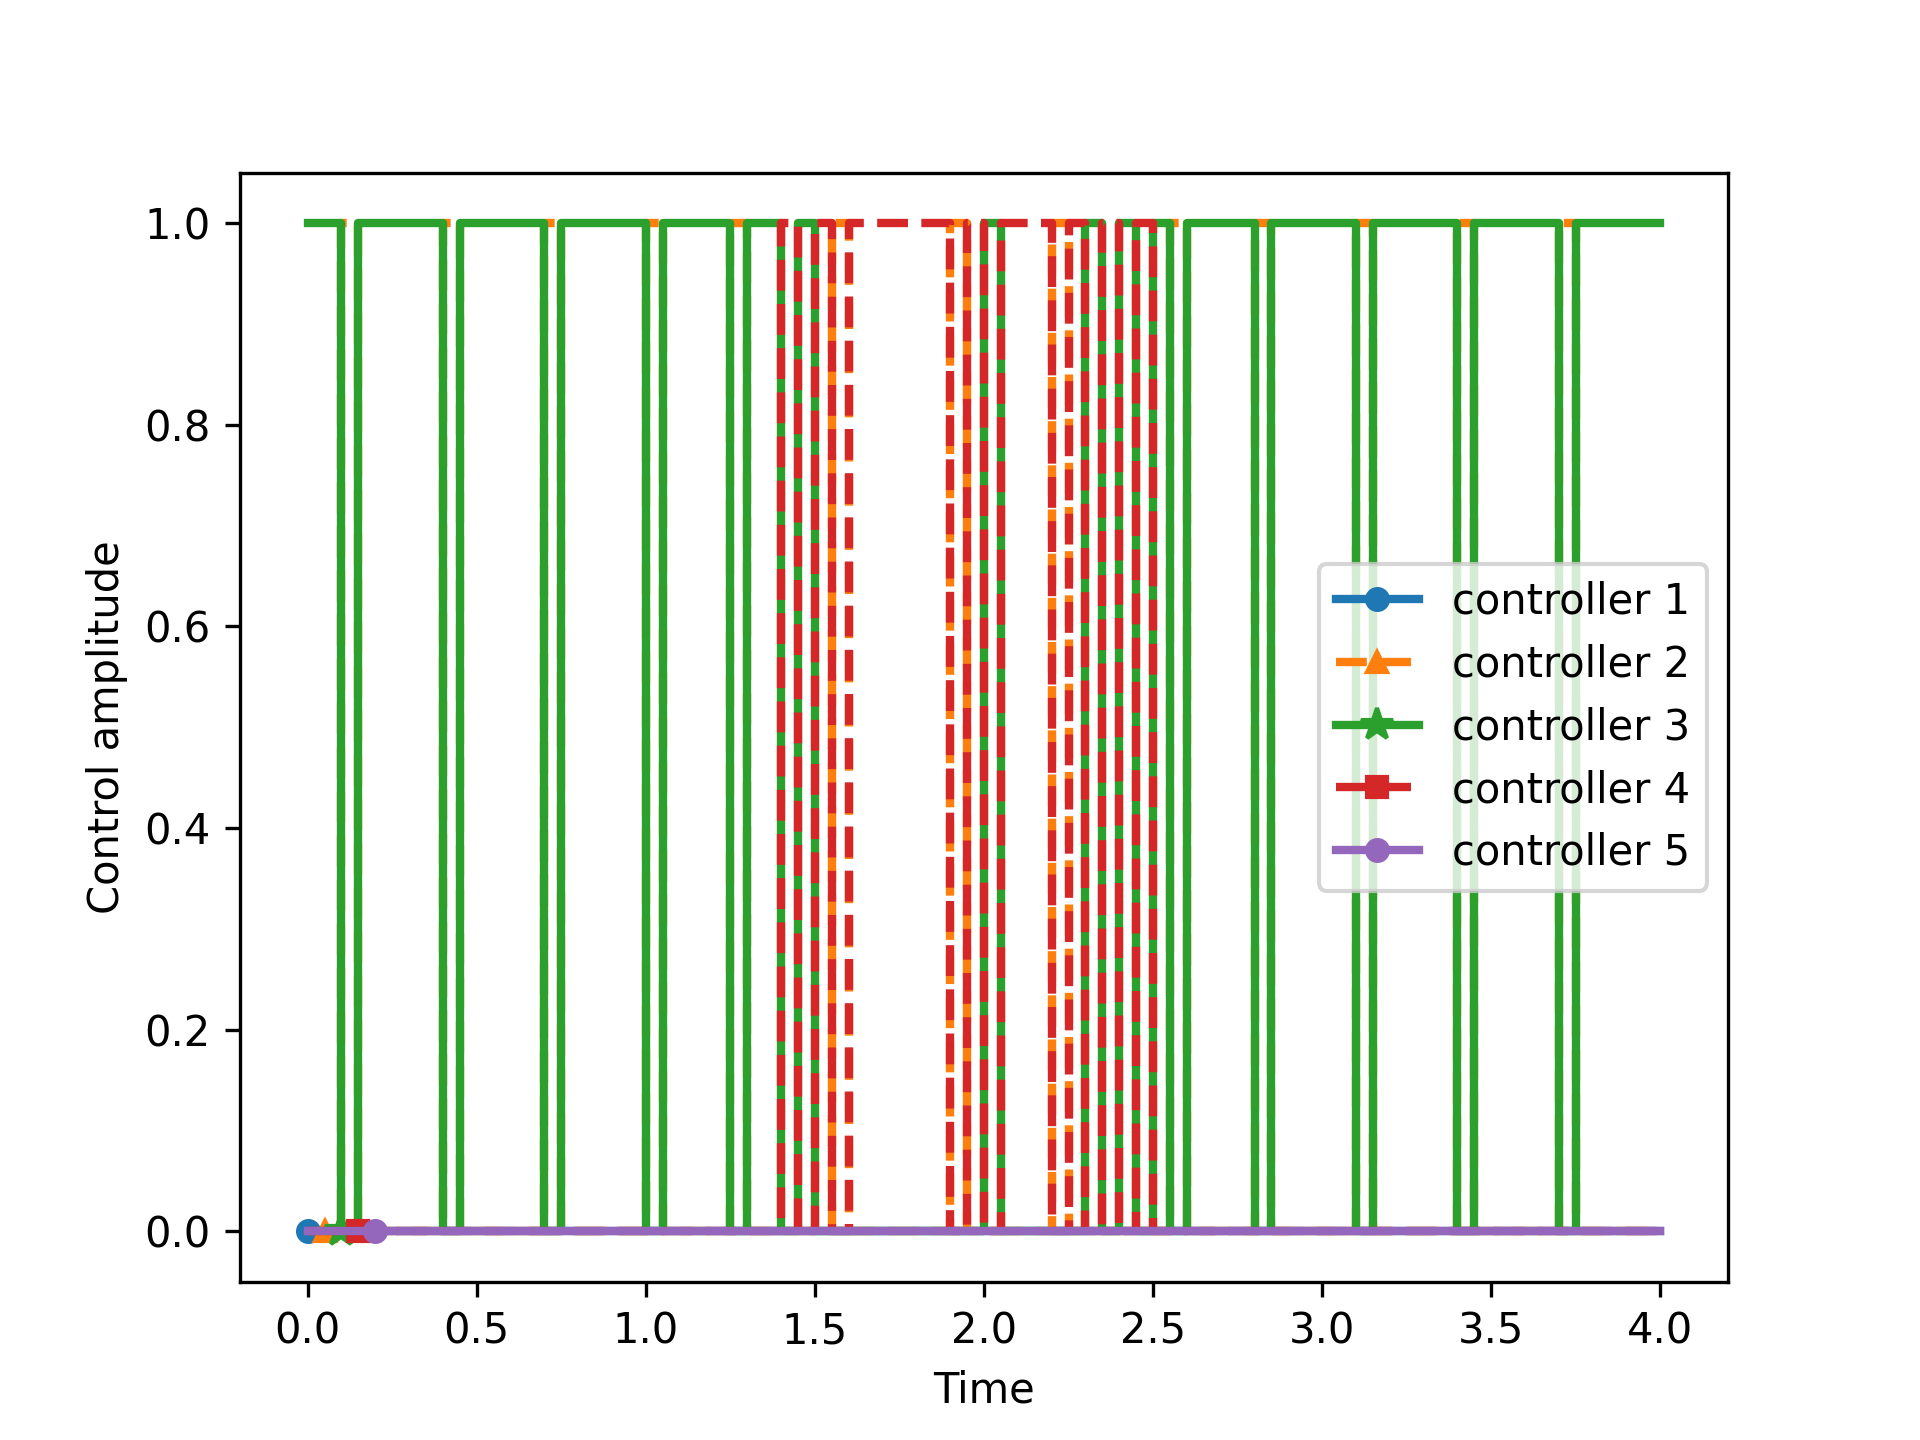 1.0
0.8
0.6
0.4
0.2
0.0
Control amplitude
controller 1
controller 2
controller 3
controller 4
controller 5
0.0 0.5 1.0 1.5 2.0 2.5 3.0 3.5 4.0
Time